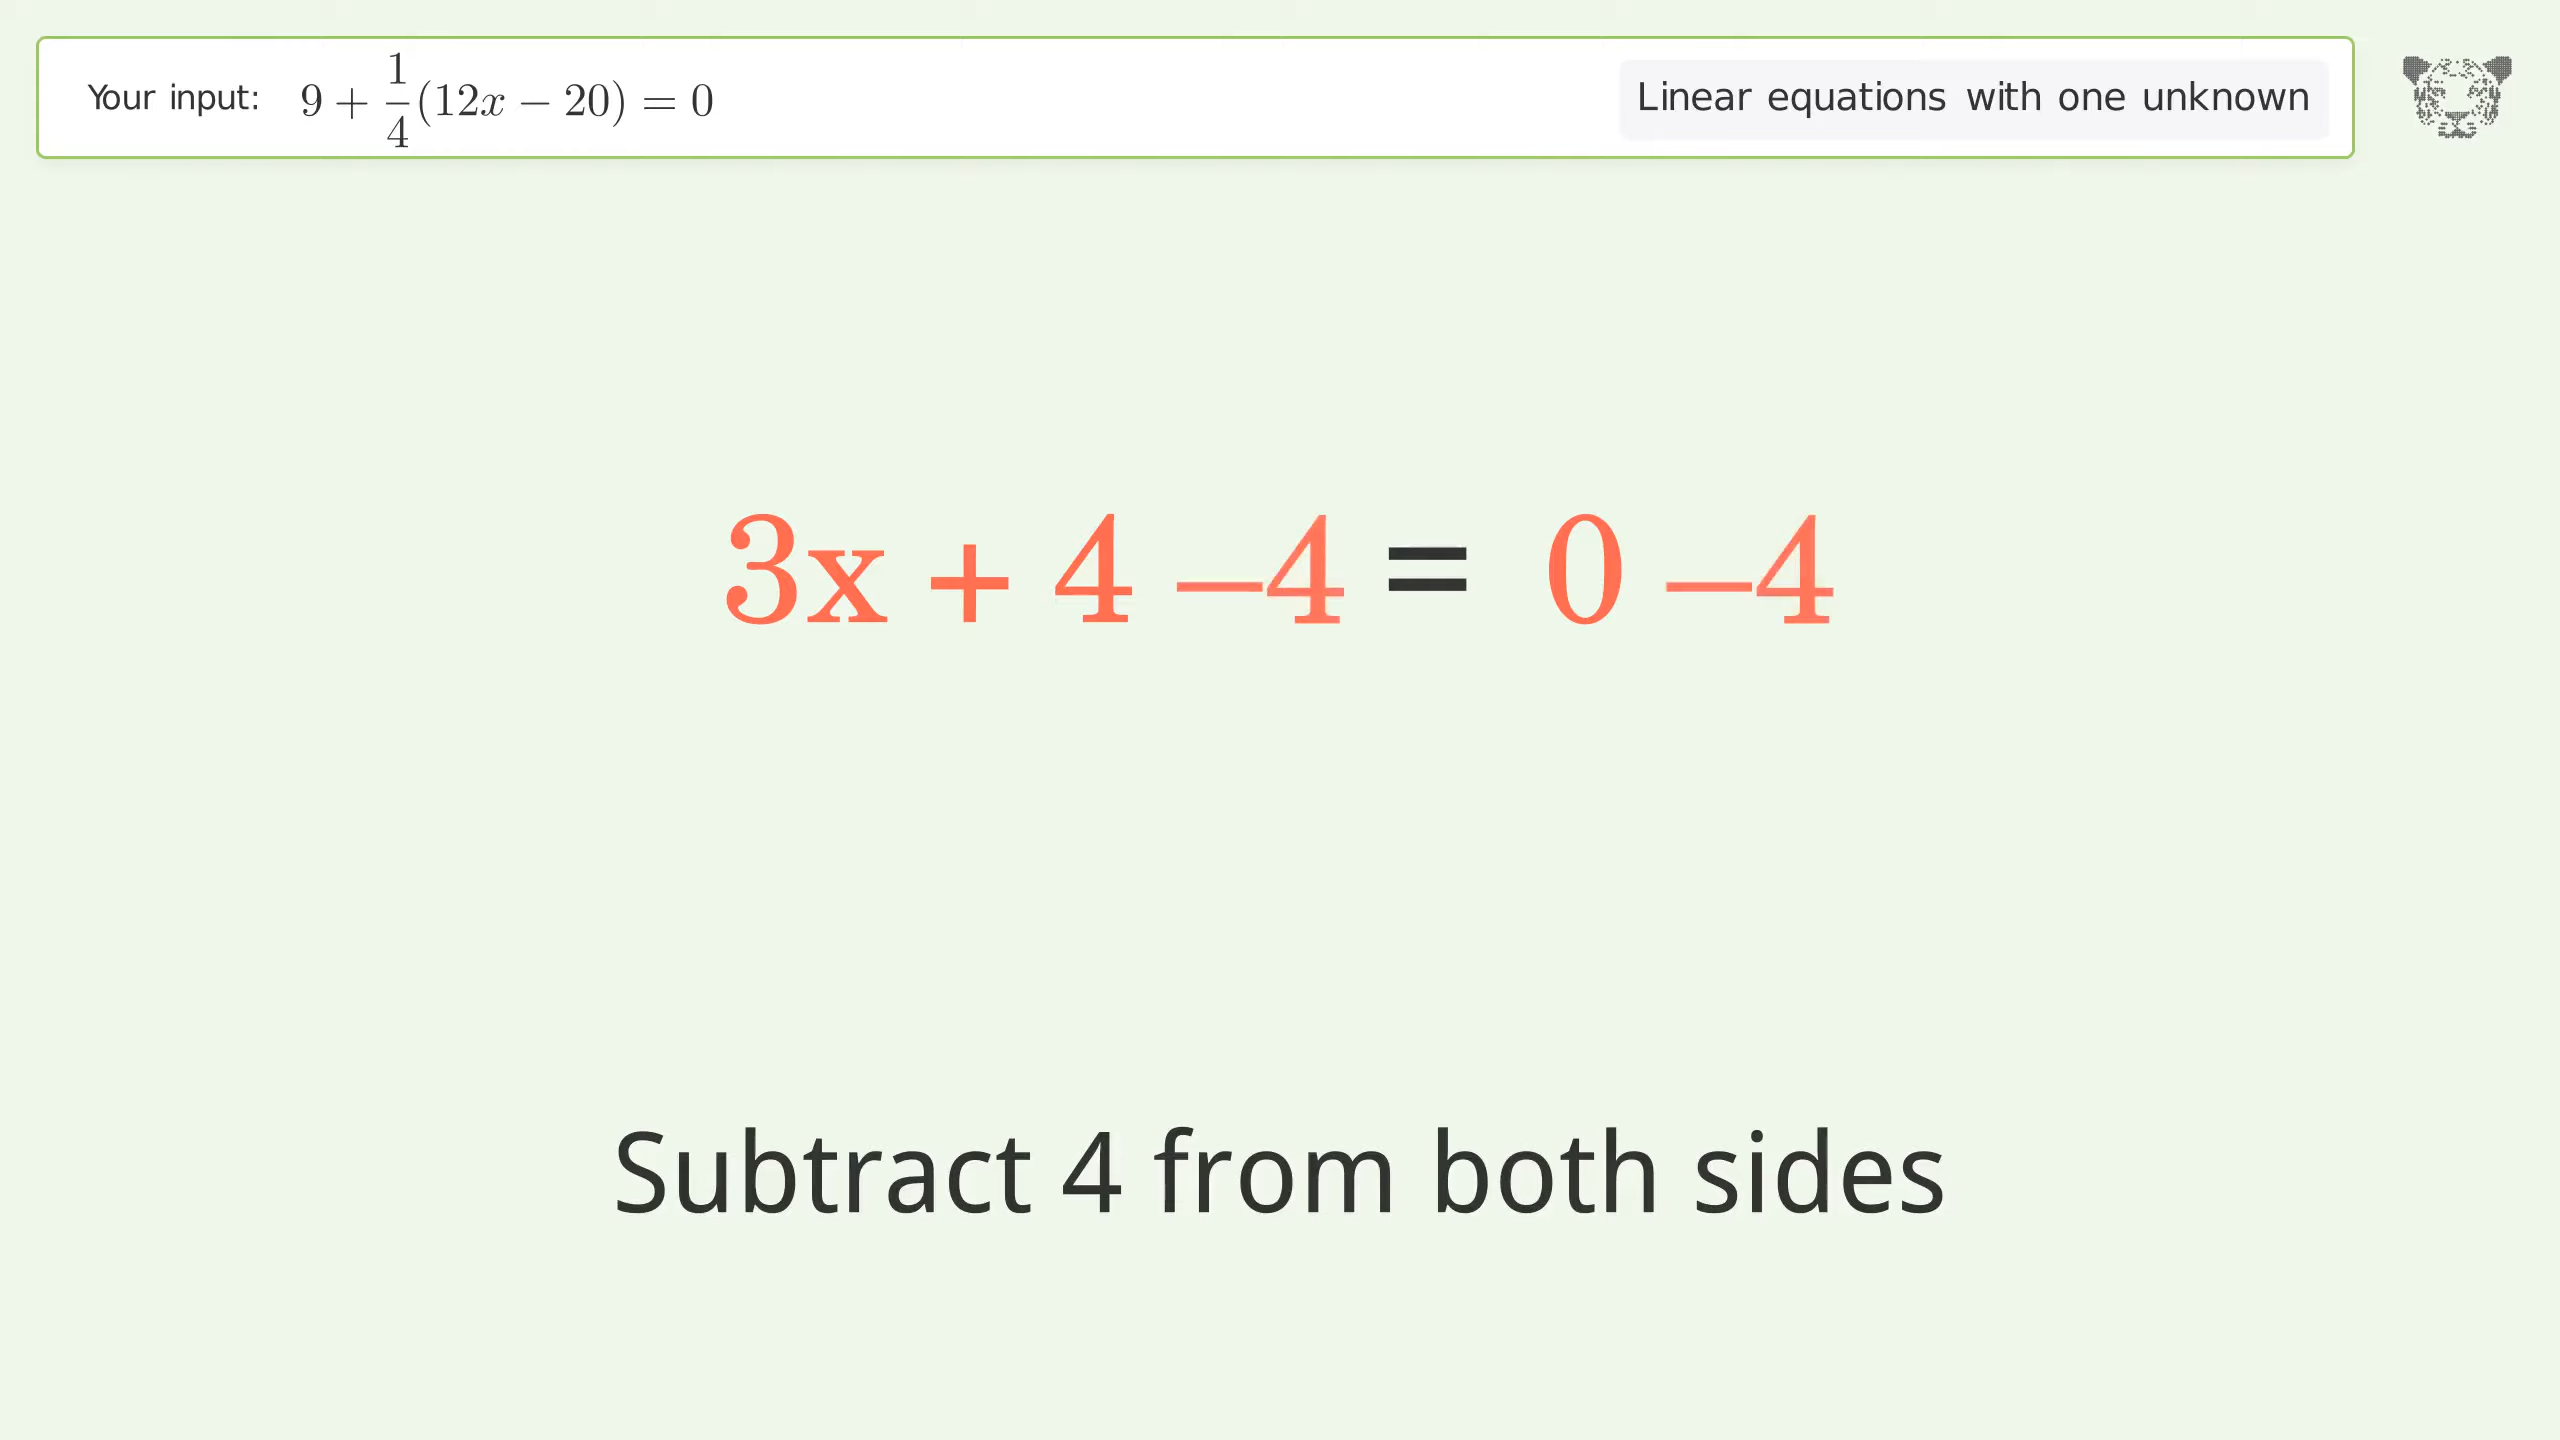 Your input: 9 + \frac{1}{4}(12x − 20) = 0
Linear equations with one unknown
3x + 4 −4 = 0 −4
Subtract 4 from both sides